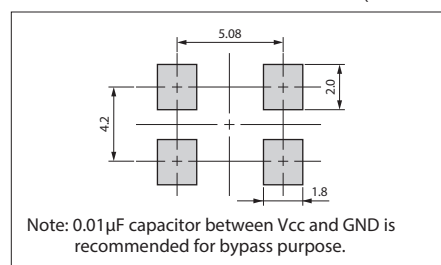 5.08
4.2
2.0
1.8
Note: 0.01µF capacitor between Vcc and GND is
recommended for bypass purpose.